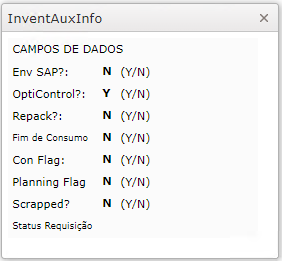 InventAuxInfo ×
CAMPOS DE DADOS
Env SAP?: N (Y/N)
OptiControl?: Y (Y/N)
Repack?: N (Y/N)
Fim de Consumo N (Y/N)
Con Flag: N (Y/N)
Planning Flag N (Y/N)
Scrapped? N (Y/N)
Status Requisição